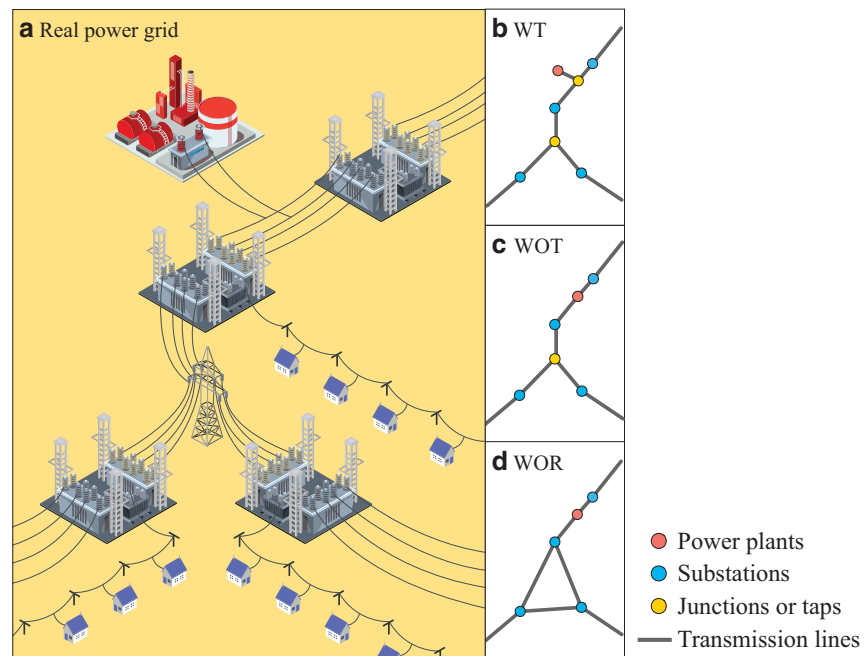 a Real power grid
b WT
c WOT
d WOR
Power plants
Substations
Junctions or taps
Transmission lines